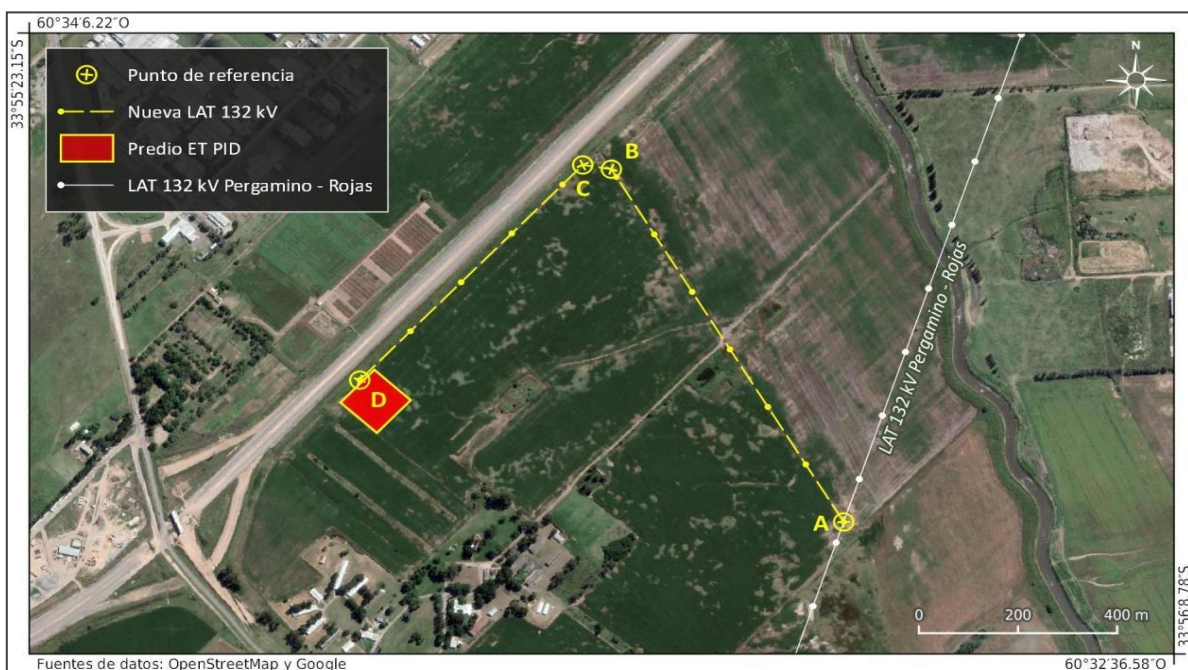 60°34′6.22″O
33°55′23.15″S
N
Punto de referencia
Nueva LAT 132 kV
Predio ET PID
LAT 132 kV Pergamino - Rojas
B
C
D
A
LAT 132 kV Pergamino - Rojas
0 200 400 m
33°56′8.78″S
Fuentes de datos: OpenStreetMap y Google
60°32′36.58″O